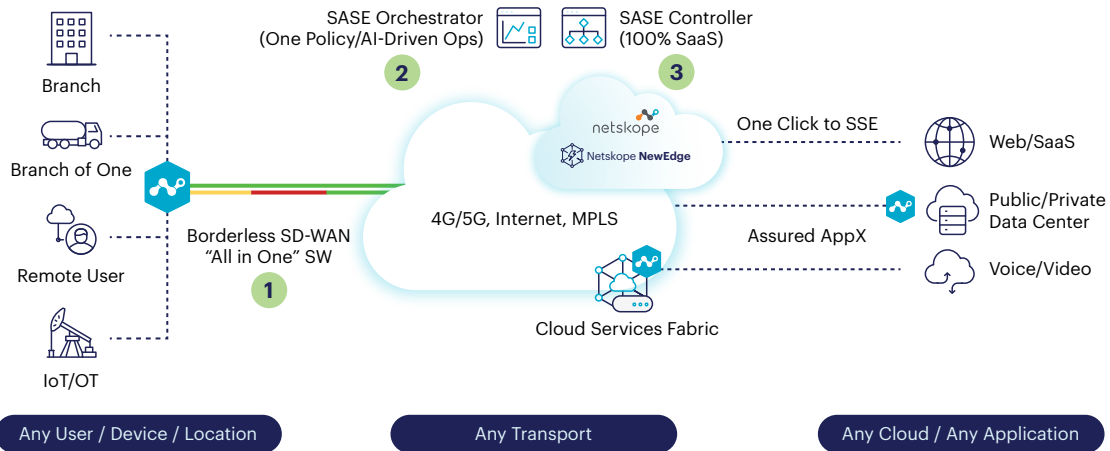 Branch
Branch of One
Remote User
IoT/OT
Borderless SD-WAN
“All in One” SW
1
SASE Orchestrator
(One Policy/AI-Driven Ops)
2
SASE Controller
(100% SaaS)
3
netskope
Netskope NewEdge
4G/5G, Internet, MPLS
Cloud Services Fabric
One Click to SSE
Assured AppX
Web/SaaS
Public/Private
Data Center
Voice/Video
Any User / Device / Location
Any Transport
Any Cloud / Any Application